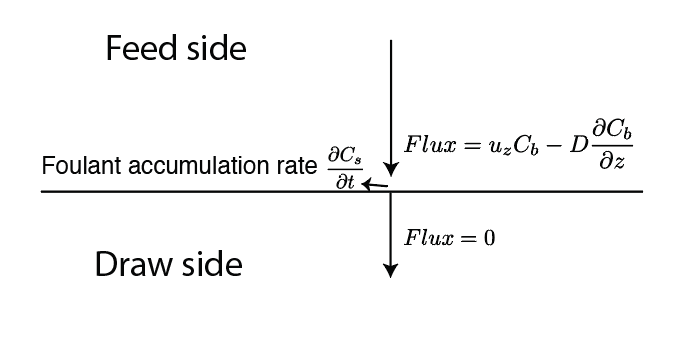 Feed side
Flux = u_z C_b − D ∂C_b/∂z
Foulant accumulation rate ∂C_s/∂t
Flux = 0
Draw side